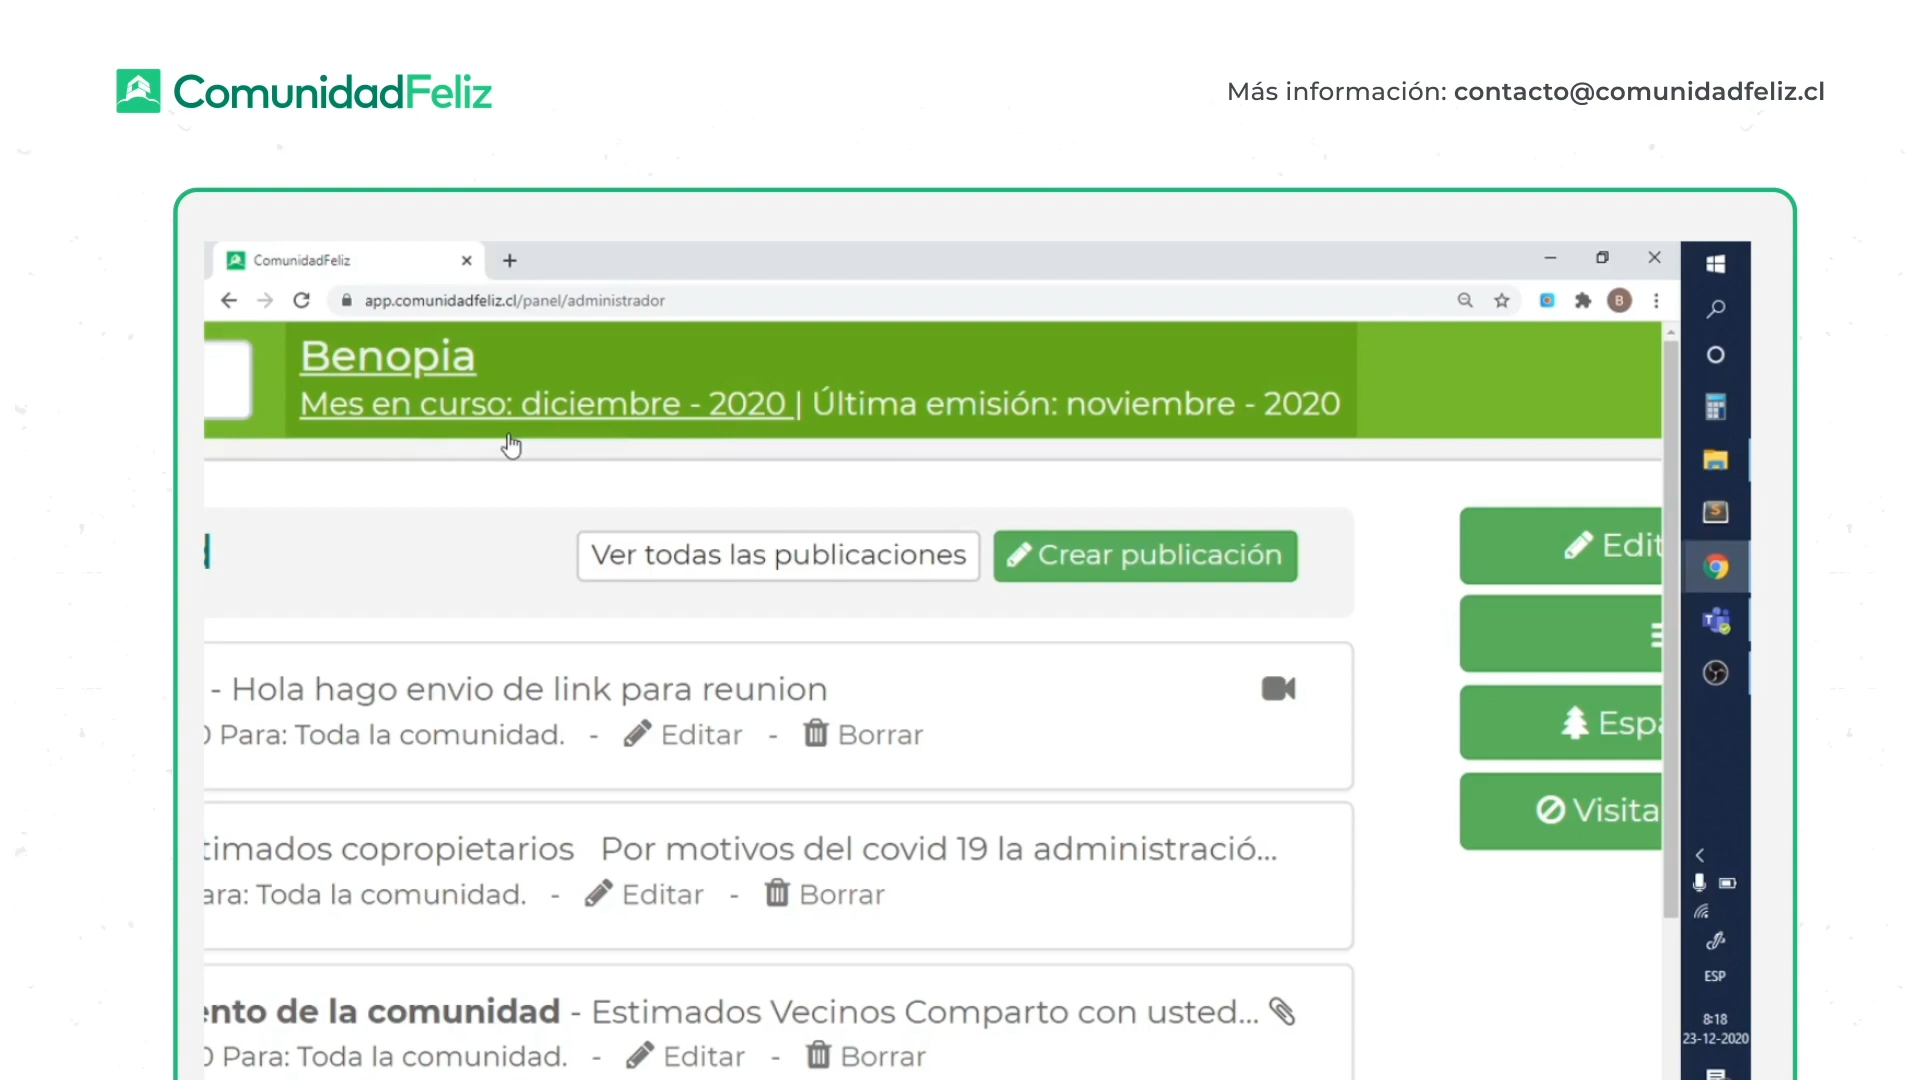 ComunidadFeliz
Más información: contacto@comunidadfeliz.cl
ComunidadFeliz
app.comunidadfeliz.cl/panel/administrador
B
Benopia
Mes en curso: diciembre - 2020 | Última emisión: noviembre - 2020
Ver todas las publicaciones
Crear publicación
Edit
- Hola hago envio de link para reunion
Para: Toda la comunidad. - Editar - Borrar
Espa
Visita
timados copropietarios Por motivos del covid 19 la administració...
ara: Toda la comunidad. - Editar - Borrar
ento de la comunidad - Estimados Vecinos Comparto con usted...
0 Para: Toda la comunidad. - Editar - Borrar
ESP
8:18
23-12-2020